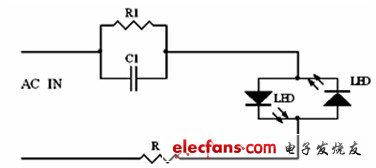 R1
C1
AC IN
LED
LED
R
elecfans.com 电子发烧友